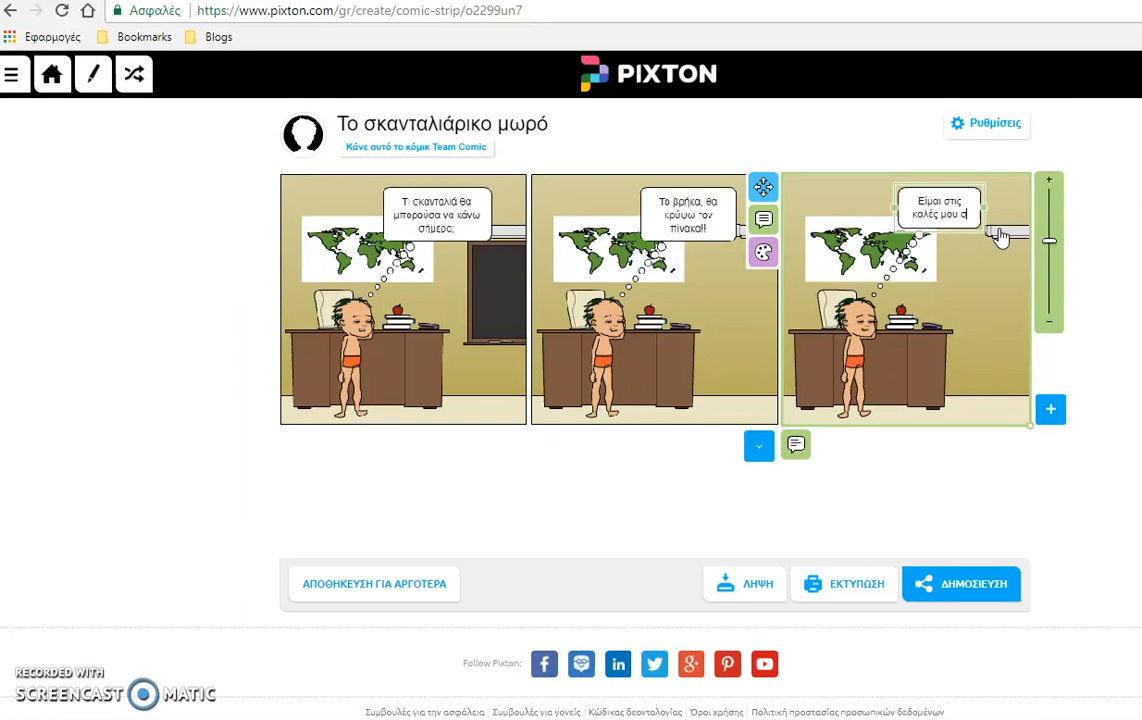 Ασφαλές
https://www.pixton.com/gr/create/comic-strip/o2299un7
Εφαρμογές
Bookmarks
Blogs
PIXTON
Το σκανταλιάρικο μωρό
Κάνε αυτό το κόμικ Team Comic
Ρυθμίσεις
Τι σκανταλιά θα
μπορούσα να κάνω
σήμερα;
Το βρήκα, θα
κρύψω τον
πίνακα!!
Είμαι στις
καλές μου σ
ΑΠΟΘΗΚΕΥΣΗ ΓΙΑ ΑΡΓΟΤΕΡΑ
ΛΗΨΗ
ΕΚΤΥΠΩΣΗ
ΔΗΜΟΣΙΕΥΣΗ
Follow Pixton:
RECORDED WITH
SCREENCAST MATIC
Συμβουλές για την ασφάλεια
Συμβουλές για γονείς
Κώδικας δεοντολογίας
Όροι χρήσης
Πολιτική προστασίας προσωπικών δεδομένων